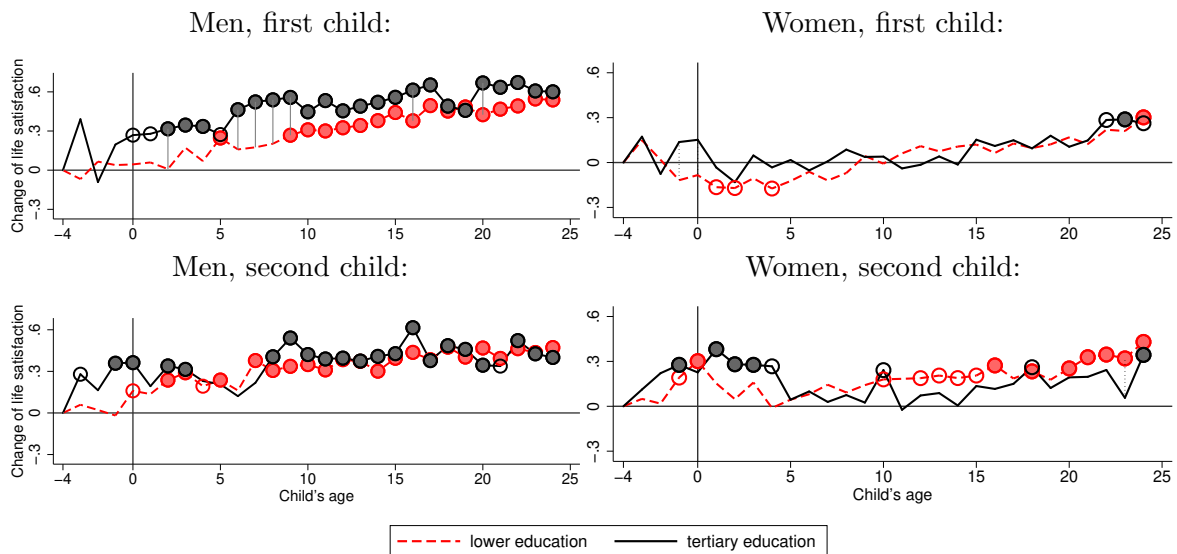 Men, first child:
Women, first child:
Change of life satisfaction
.6
.3
0
-.3
−4 0 5 10 15 20 25
.6
.3
0
-.3
−4 0 5 10 15 20 25
Men, second child:
Women, second child:
Change of life satisfaction
.6
.3
0
-.3
−4 0 5 10 15 20 25
Child's age
.6
.3
0
-.3
−4 0 5 10 15 20 25
Child's age
lower education
tertiary education